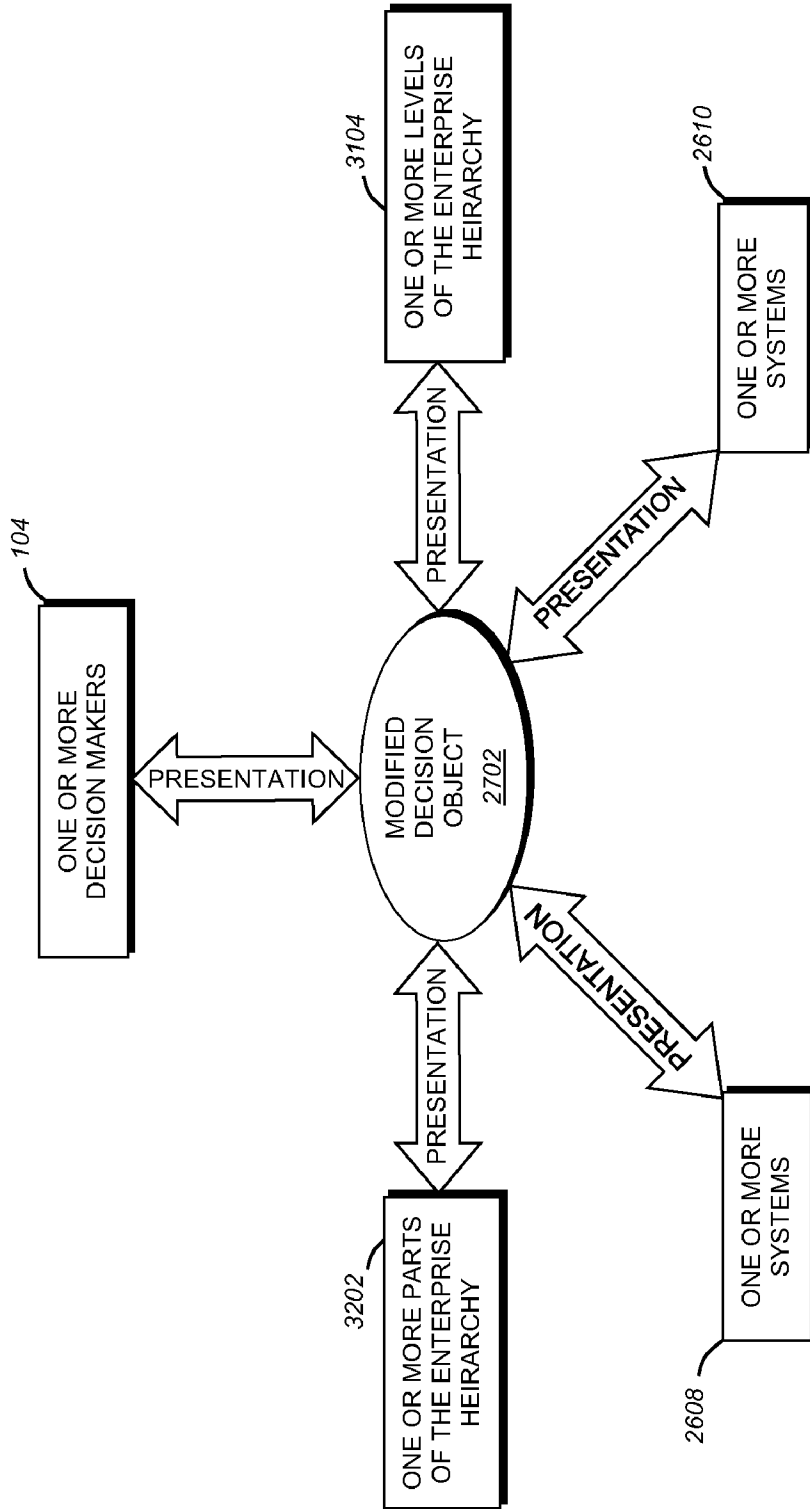 104
ONE OR MORE
DECISION MAKERS
PRESENTATION
3202
ONE OR MORE PARTS
OF THE ENTERPRISE
HEIRARCHY
PRESENTATION
MODIFIED
DECISION
OBJECT
2702
PRESENTATION
3104
ONE OR MORE LEVELS
OF THE ENTERPRISE
HEIRARCHY
PRESENTATION
PRESENTATION
2608
ONE OR MORE
SYSTEMS
2610
ONE OR MORE
SYSTEMS